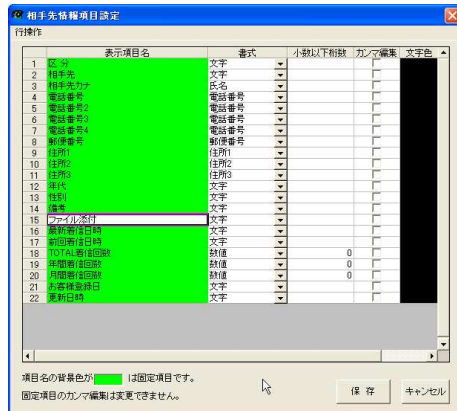 相手先情報項目設定
行操作
表示項目名 書式 小数以下桁数 カンマ編集 文字色
1 区 分 文字
2 相手先 文字
3 相手先カナ 氏名
4 電話番号 電話番号
5 電話番号2 電話番号
6 電話番号3 電話番号
7 電話番号4 電話番号
8 郵便番号 郵便番号
9 住所1 住所1
10 住所2 住所2
11 住所3 住所3
12 年代 文字
13 性別 文字
14 備考 文字
15 ファイル添付 文字
16 最新着信日時 文字
17 前回着信日時 文字
18 TOTAL着信回数 数値 0
19 年間着信回数 数値 0
20 月間着信回数 数値 0
21 お客様登録日 文字
22 更新日時 文字
項目名の背景色が は固定項目です。
固定項目のカンマ編集は変更できません。
保 存 キャンセル